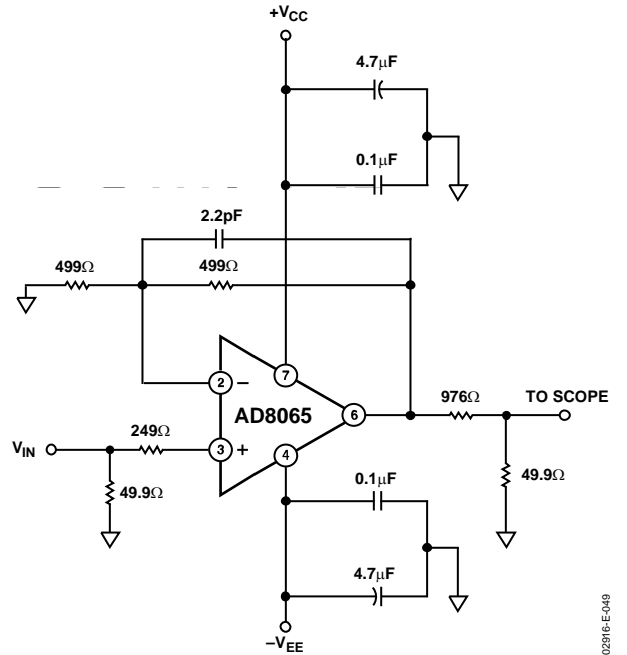 +VCC
4.7μF
0.1μF
2.2pF
499Ω
499Ω
7
2 –
AD8065
6
976Ω
TO SCOPE
VIN
249Ω
3 +
4
49.9Ω
49.9Ω
0.1μF
4.7μF
–VEE
02916-E-049